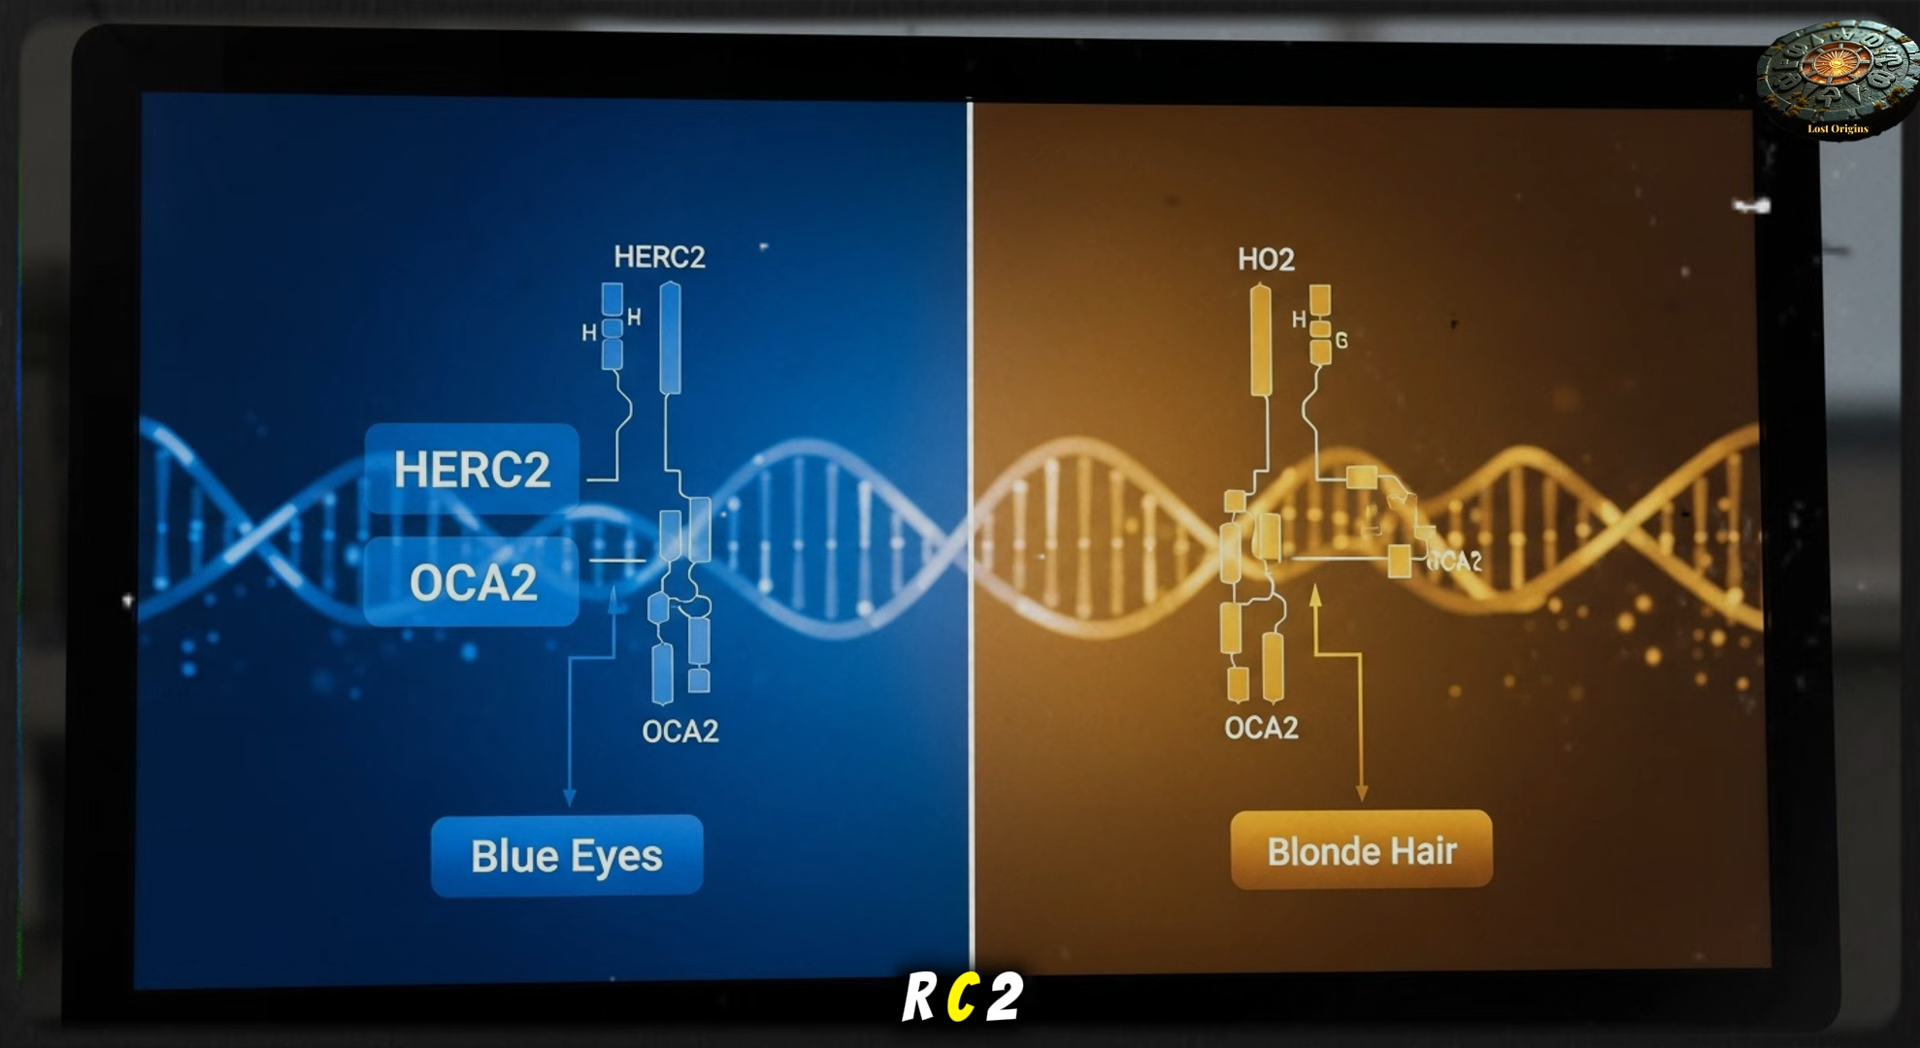 Lost Origins
HERC2
H
H
HERC2
OCA2
OCA2
Blue Eyes
HO2
H
G
OCA2
Blonde Hair
RC2